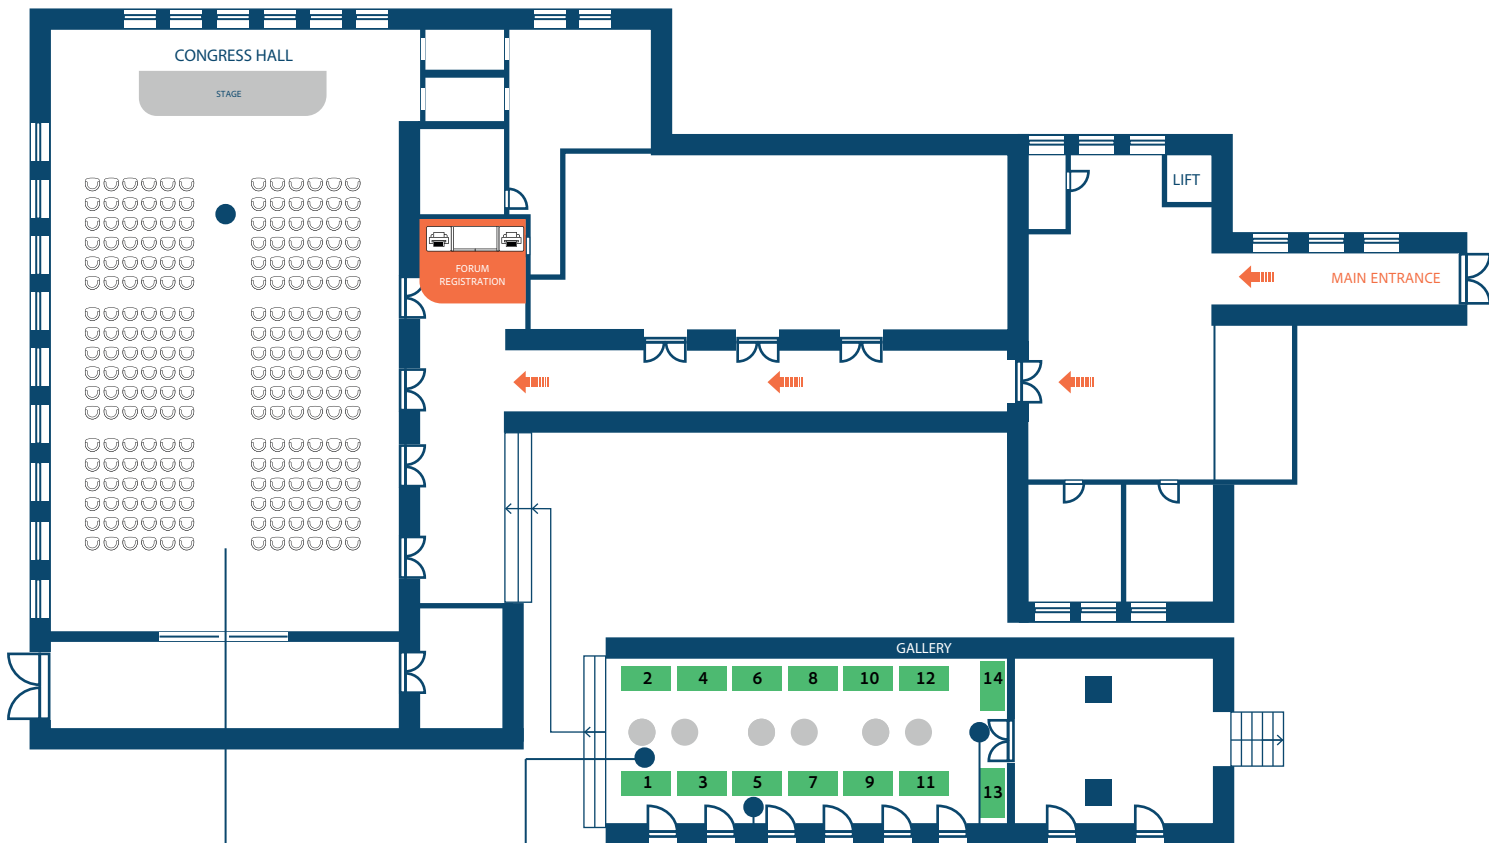 CONGRESS HALL
STAGE
LIFT
FORUM
REGISTRATION
MAIN ENTRANCE
GALLERY
2 4 6 8 10 12 14
1 3 5 7 9 11 13